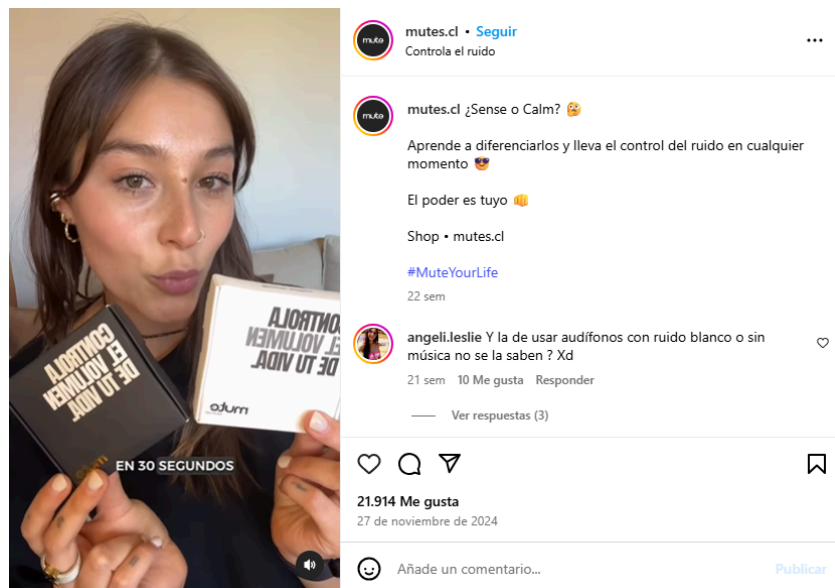 mutes.cl • Seguir
Controla el ruido
mute
mutes.cl ¿Sense o Calm? 🤔
mute
Aprende a diferenciarlos y lleva el control del ruido en cualquier
momento 😎
El poder es tuyo 👊
Shop • mutes.cl
#MuteYourLife
22 sem
angeli.leslie Y la de usar audífonos con ruido blanco o sin
música no se la saben ? Xd
21 sem 10 Me gusta Responder
Ver respuestas (3)
21.914 Me gusta
27 de noviembre de 2024
Añade un comentario...
Publicar
CONTROLA
EL VOLUMEN
DE TU VIDA.
CONTROLA
EL VOLUMEN
DE TU VIDA.
mute
EN 30 SEGUNDOS